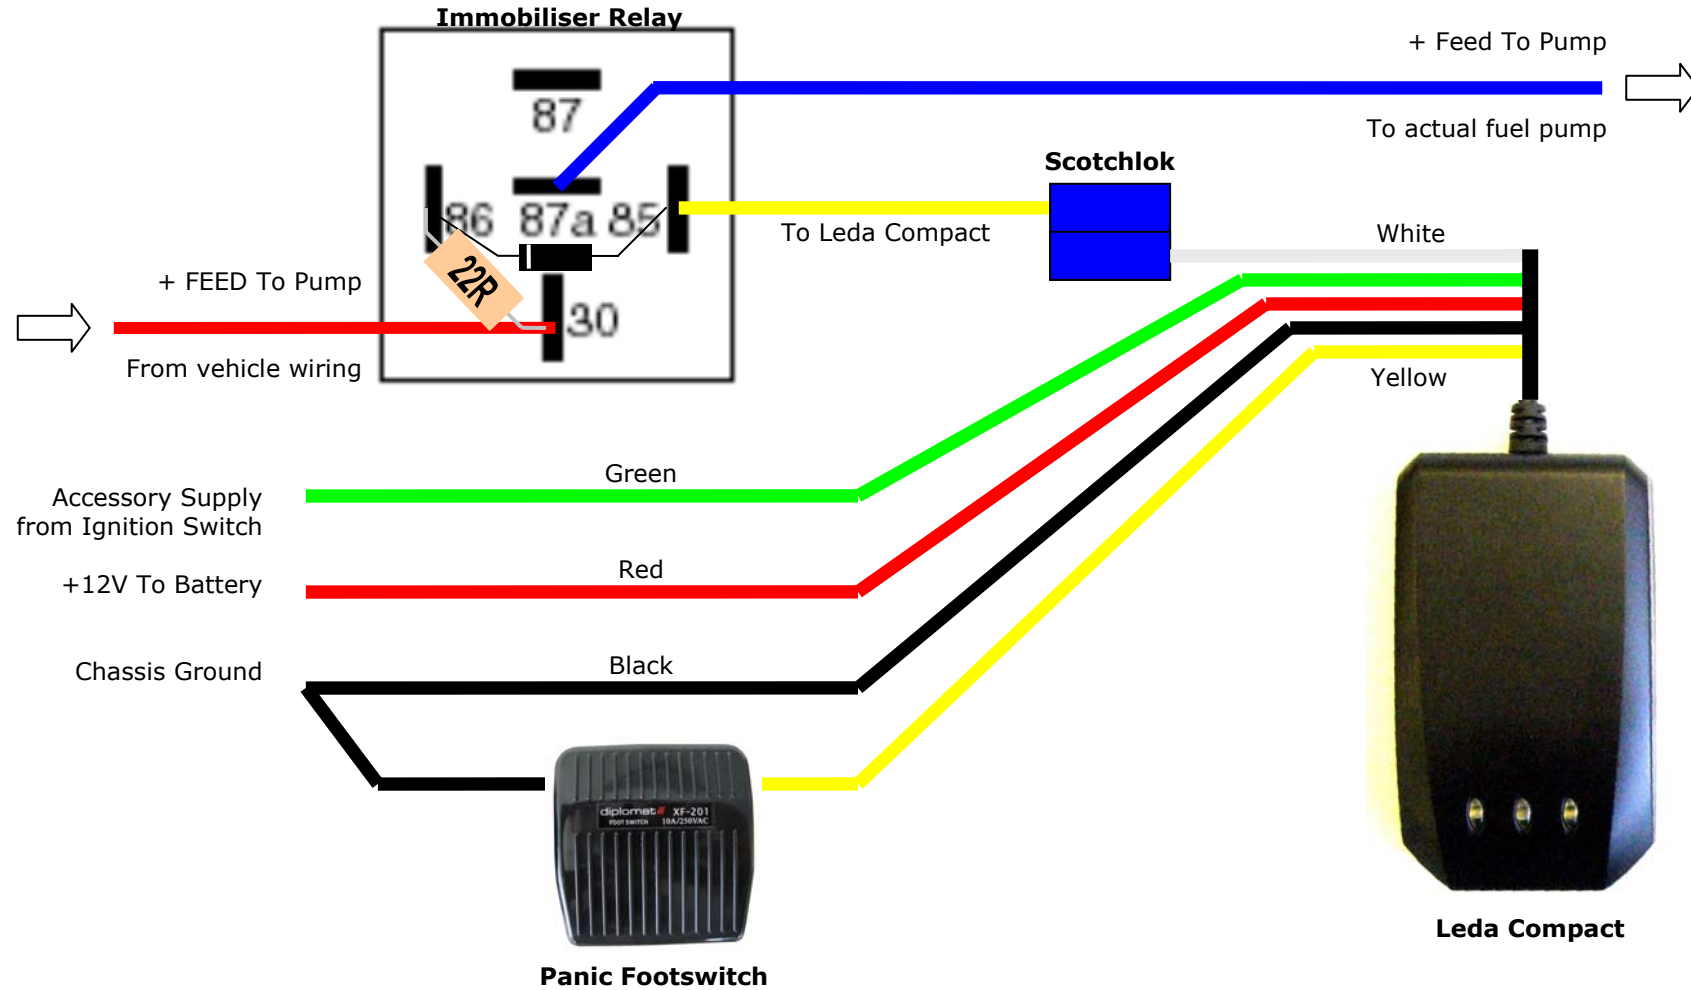 Immobiliser Relay
+ Feed To Pump
87
To actual fuel pump
Scotchlok
86 87a 85
To Leda Compact
White
22R
+ FEED To Pump
30
From vehicle wiring
Yellow
Green
Accessory Supply
from Ignition Switch
Red
+12V To Battery
Black
Chassis Ground
diplomat XF-201
FOOT SWITCH 10A/250VAC
Leda Compact
Panic Footswitch